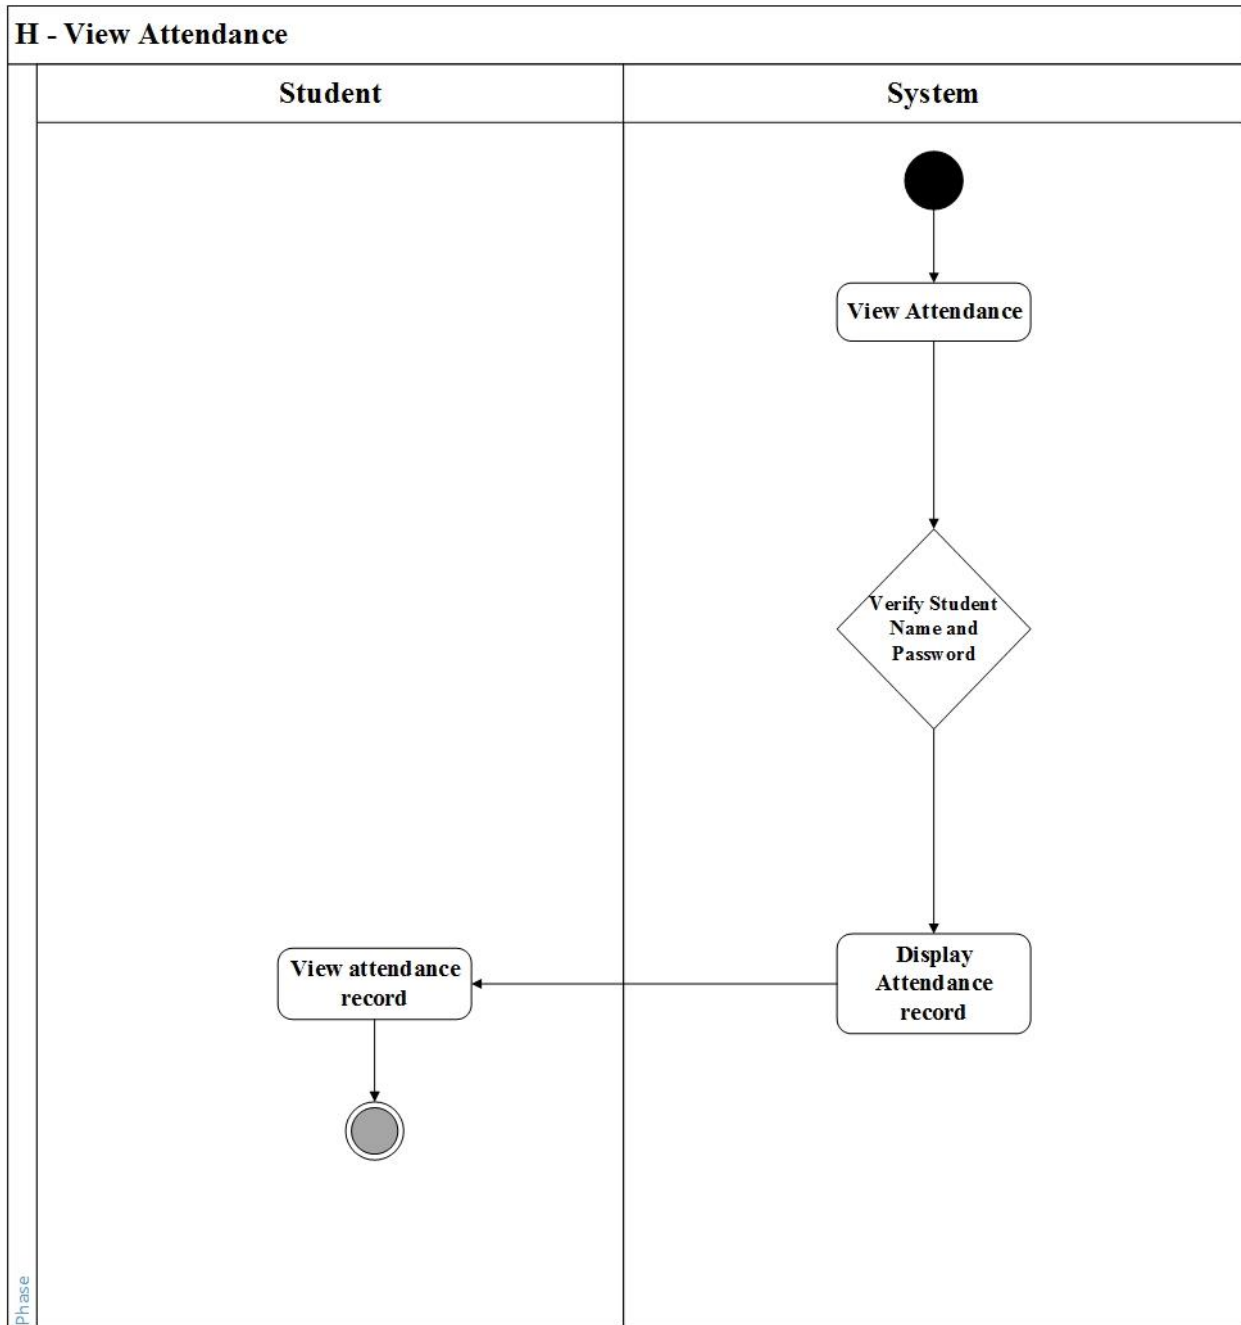 H - View Attendance
Student
System
View Attendance
Verify Student
Name and
Password
Display
Attendance
record
View attendance
record
Phase